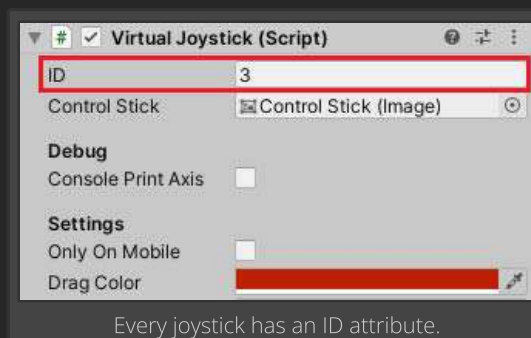 Virtual Joystick (Script)
ID 3
Control Stick Control Stick (Image)
Debug
Console Print Axis
Settings
Only On Mobile
Drag Color
Every joystick has an ID attribute.